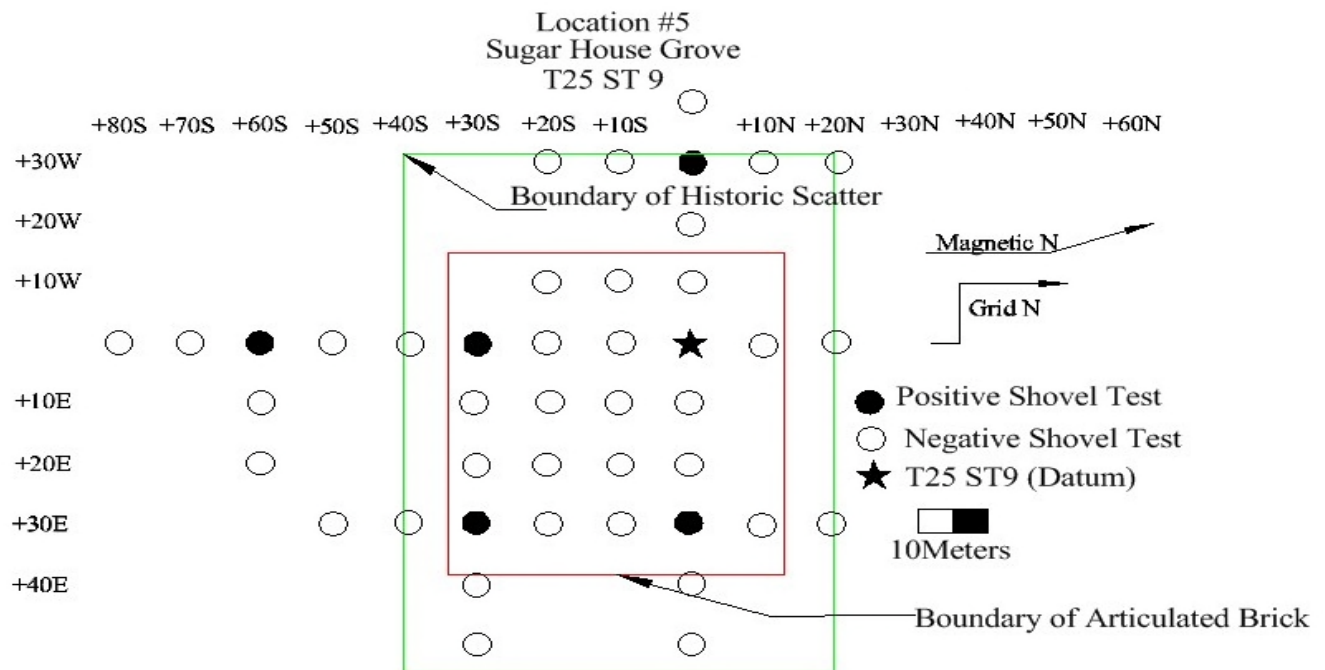 Location #5
Sugar House Grove
T25 ST 9
+80S +70S +60S +50S +40S +30S +20S +10S +10N +20N +30N +40N +50N +60N
+30W
Boundary of Historic Scatter
+20W
Magnetic N
+10W
Grid N
+10E
Positive Shovel Test
Negative Shovel Test
+20E
T25 ST9 (Datum)
+30E
10Meters
+40E
Boundary of Articulated Brick